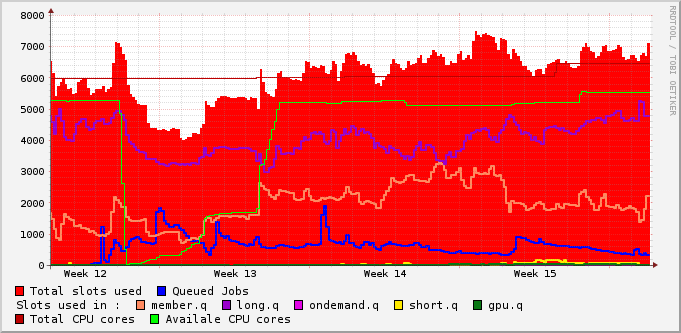 RRDTOOL / TOBI OETIKER
8000
7000
6000
5000
4000
3000
2000
1000
0
Week 12 Week 13 Week 14 Week 15
Total slots used Queued Jobs
Slots used in : member.q long.q ondemand.q short.q gpu.q
Total CPU cores Availale CPU cores